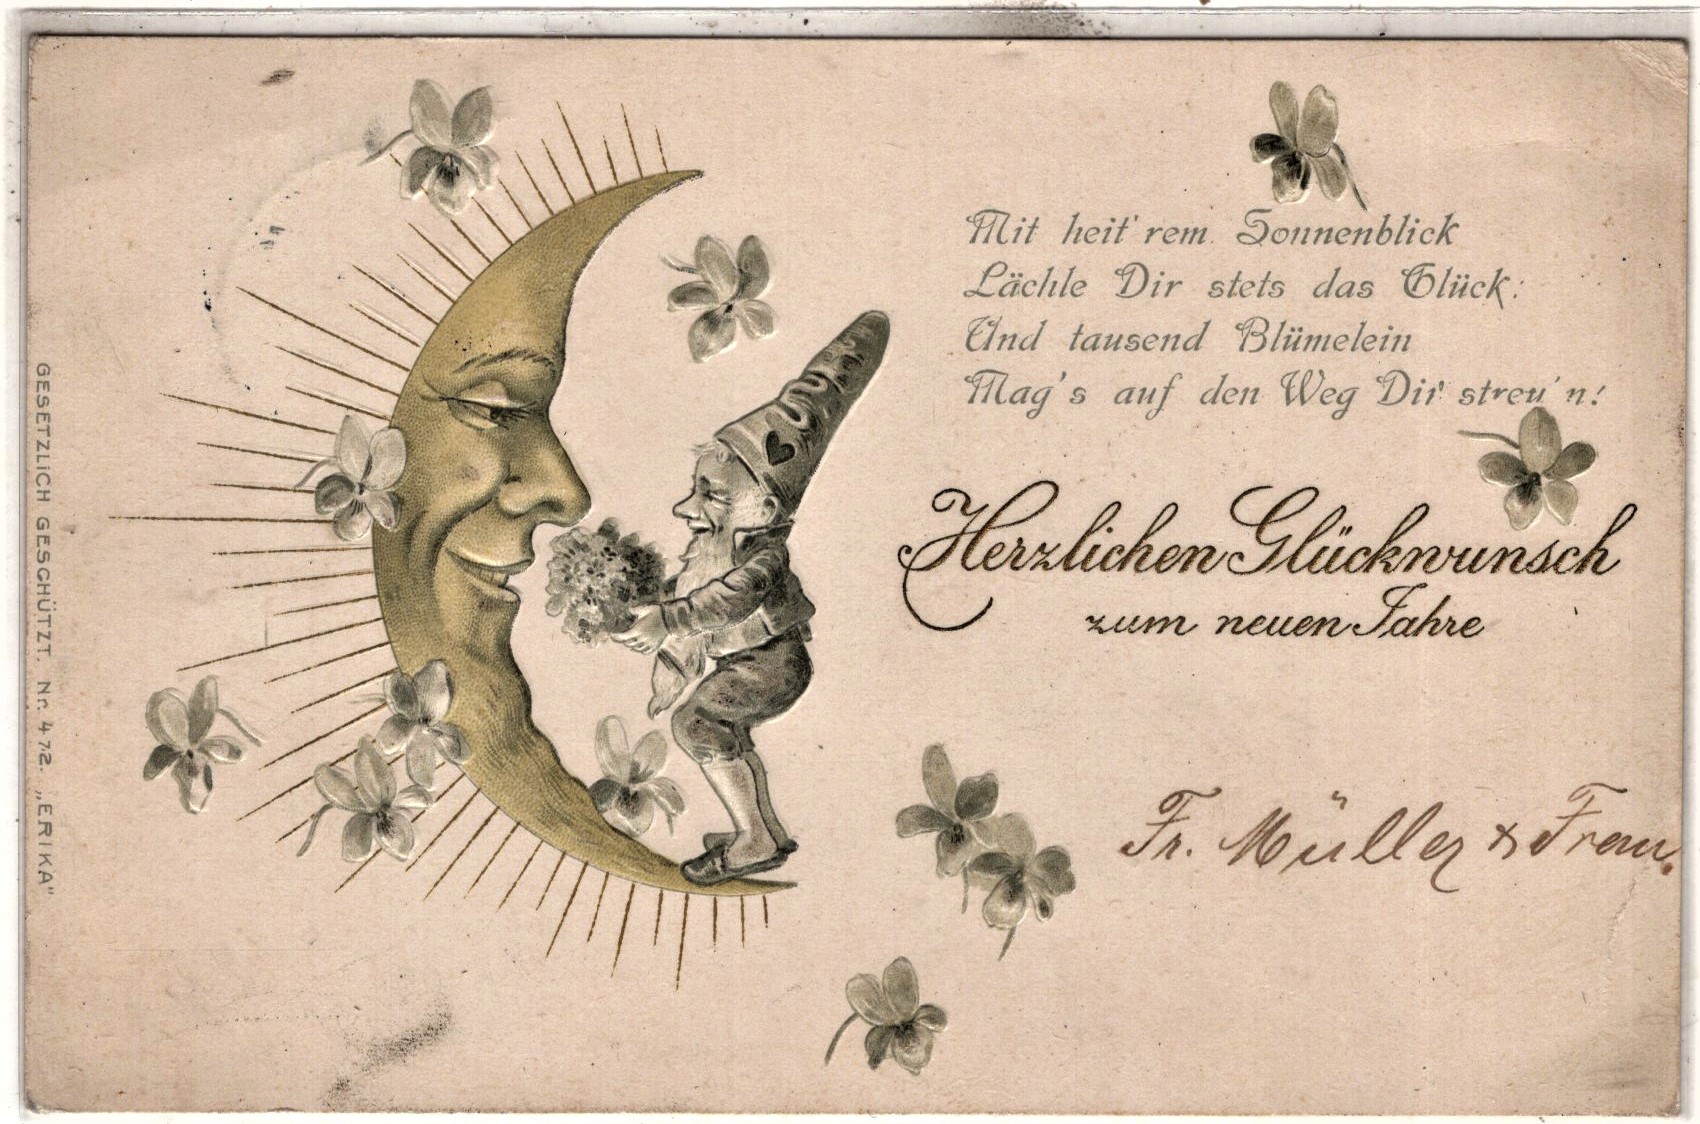 Mit heit'rem Sonnenblick
Lächle Dir stets das Glück:
Und tausend Blümelein
Mag's auf den Weg Dir streu'n!
Herzlichen Glückwunsch
zum neuen Jahre
Fr. Müller & Frau.
GESETZLICH GESCHÜTZT. Nr. 472. „ERIKA"